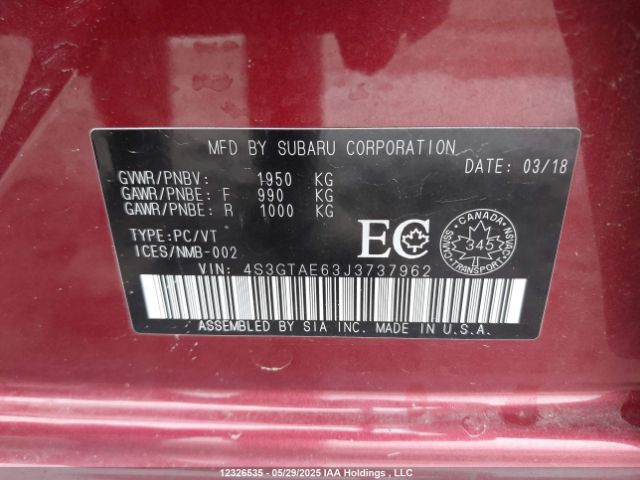 MFD BY SUBARU CORPORATION
DATE: 03/18
GVWR/PNBV: 1950 KG
GAWR/PNBE: F 990 KG
GAWR/PNBE: R 1000 KG
TYPE:PC/VT
ICES/NMB-002
EC
CANADA
345
TRANSPORT
NSVAC
CNVSS
VIN: 4S3GTAE63J3737962
ASSEMBLED BY SIA INC. MADE IN U.S.A.
12326535 - 05/29/2025 IAA Holdings , LLC